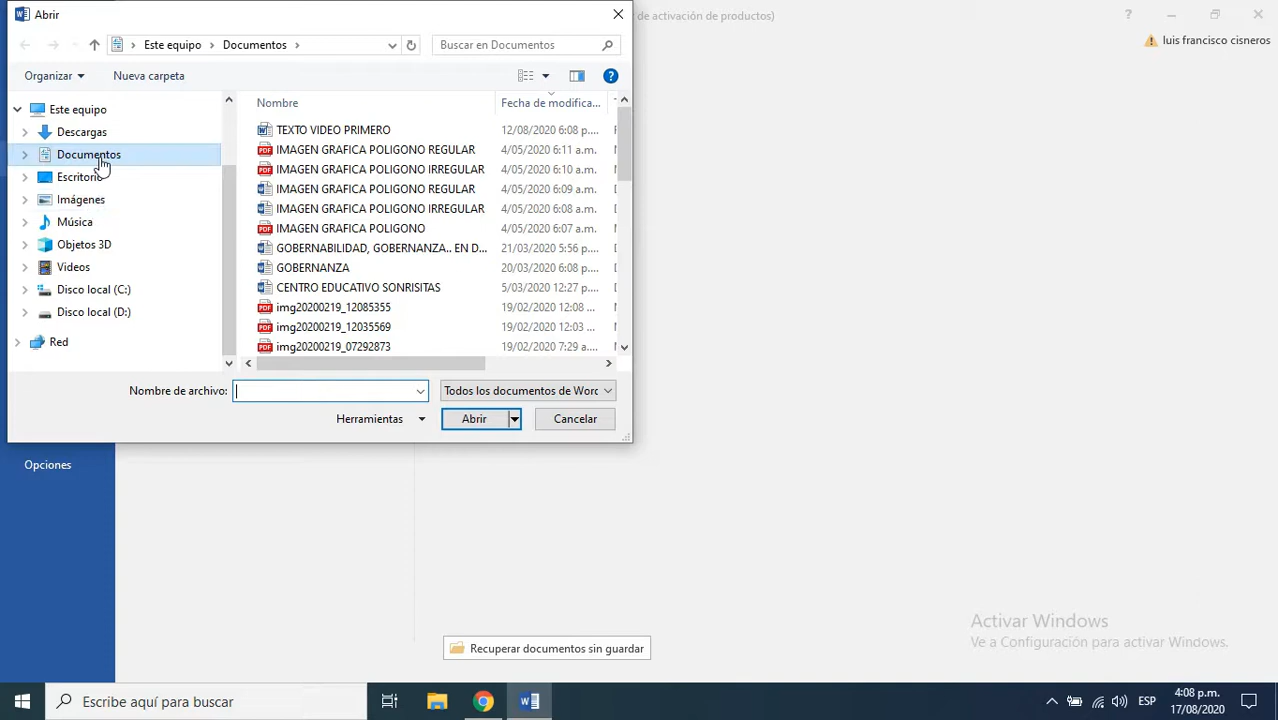 Abrir
de activación de productos)
luis francisco cisneros
Este equipo
Documentos
Buscar en Documentos
Organizar
Nueva carpeta
Este equipo
Descargas
Documentos
Escritorio
Imágenes
Música
Objetos 3D
Videos
Disco local (C:)
Disco local (D:)
Red
Nombre
Fecha de modifica...
TEXTO VIDEO PRIMERO 12/08/2020 6:08 p....
IMAGEN GRAFICA POLIGONO REGULAR 4/05/2020 6:11 a.m.
IMAGEN GRAFICA POLIGONO IRREGULAR 4/05/2020 6:10 a.m.
IMAGEN GRAFICA POLIGONO REGULAR 4/05/2020 6:09 a.m.
IMAGEN GRAFICA POLIGONO IRREGULAR 4/05/2020 6:08 a.m.
IMAGEN GRAFICA POLIGONO 4/05/2020 6:07 a.m.
GOBERNABILIDAD, GOBERNANZA.. EN D... 21/03/2020 5:56 p....
GOBERNANZA 20/03/2020 6:08 p....
CENTRO EDUCATIVO SONRISITAS 5/03/2020 12:27 p....
img20200219_12085355 19/02/2020 12:08 ...
img20200219_12035569 19/02/2020 12:03 ...
img20200219_07292873 19/02/2020 7:29 a....
Nombre de archivo:
Todos los documentos de Worc
Herramientas
Abrir
Cancelar
Opciones
Recuperar documentos sin guardar
Activar Windows
Ve a Configuración para activar Windows.
Escribe aquí para buscar
ESP
4:08 p.m.
17/08/2020